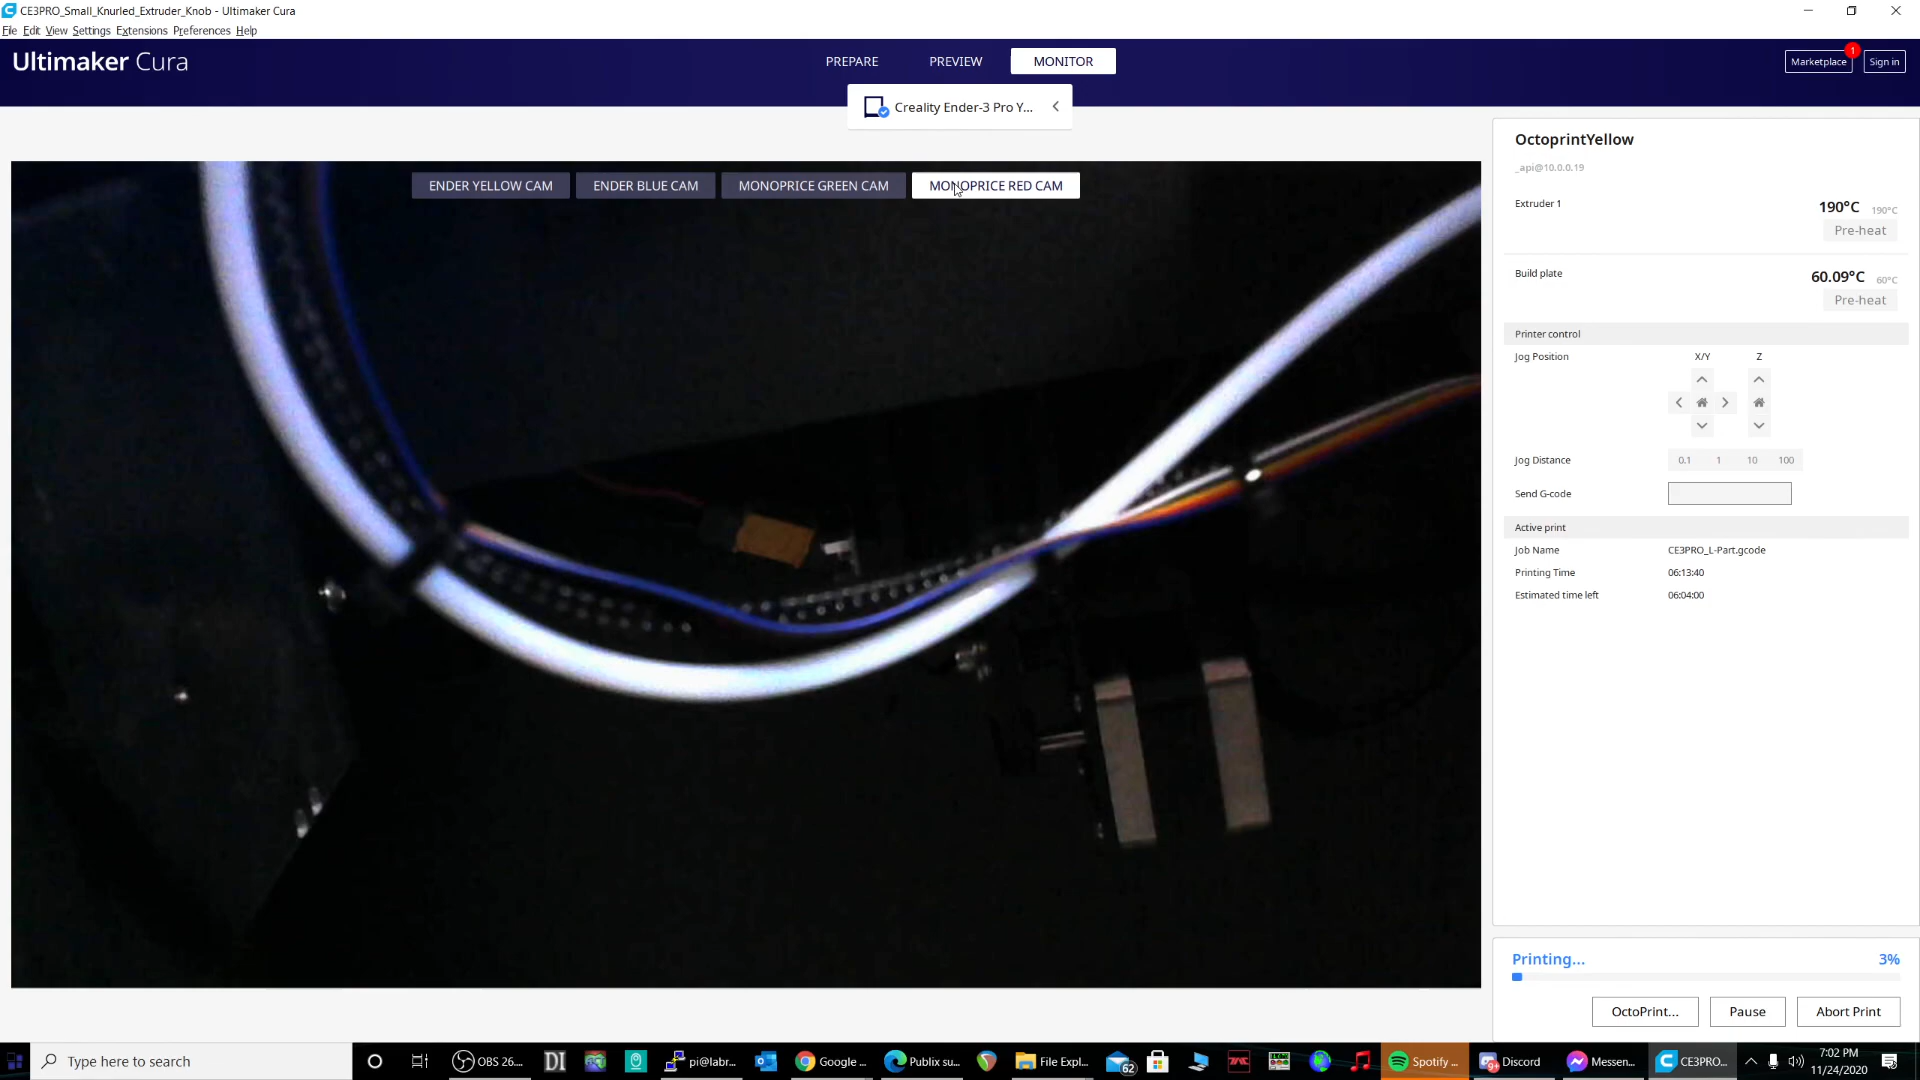 CE3PRO_Small_Knurled_Extruder_Knob - Ultimaker Cura
File Edit View Settings Extensions Preferences Help
Ultimaker Cura
PREPARE PREVIEW MONITOR
Marketplace 1 Sign in
Creality Ender-3 Pro Y...
ENDER YELLOW CAM ENDER BLUE CAM MONOPRICE GREEN CAM MONOPRICE RED CAM
OctoprintYellow
_api@10.0.0.19
Extruder 1 190°C 190°C
Pre-heat
Build plate 60.09°C 60°C
Pre-heat
Printer control
Jog Position X/Y Z
Jog Distance 0.1 1 10 100
Send G-code
Active print
Job Name CE3PRO_L-Part.gcode
Printing Time 06:13:40
Estimated time left 06:04:00
Printing... 3%
OctoPrint... Pause Abort Print
Type here to search
OBS 26.... DI pi@labr... Google ... Publix su... File Expl... 62 Spotify ... Discord Messen... CE3PRO...
7:02 PM
11/24/2020